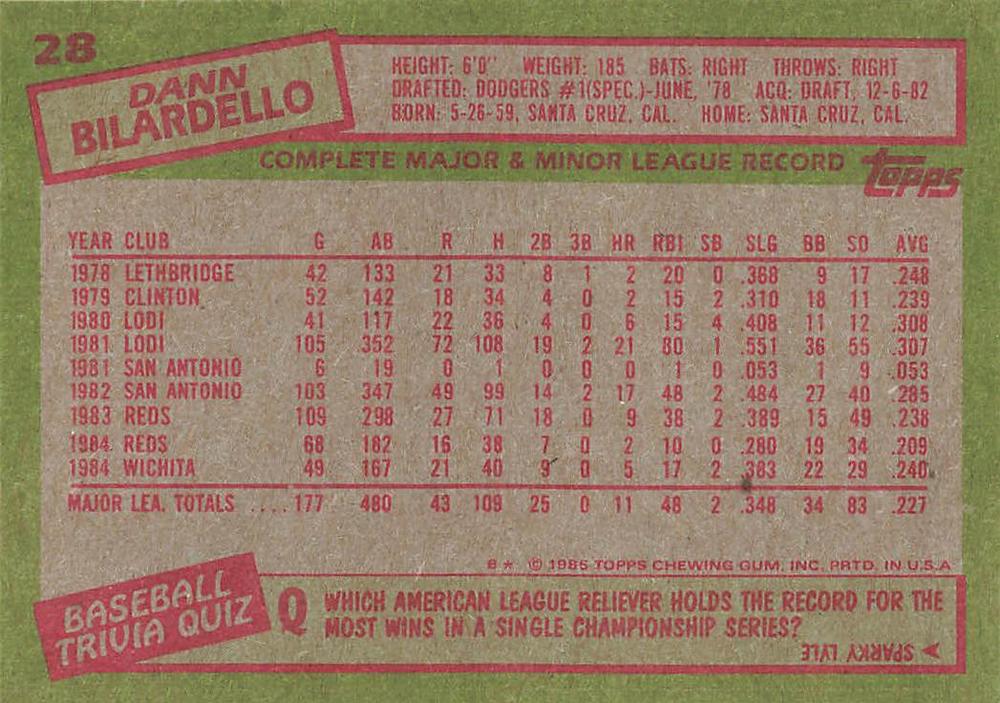 28
DANN
BILARDELLO
HEIGHT: 6'0" WEIGHT: 185 BATS: RIGHT THROWS: RIGHT
DRAFTED: DODGERS #1(SPEC.)-JUNE, '78 ACQ: DRAFT, 12-6-82
BORN: 5-26-59, SANTA CRUZ, CAL. HOME: SANTA CRUZ, CAL.
COMPLETE MAJOR & MINOR LEAGUE RECORD
TOPPS
YEAR CLUB G AB R H 2B 3B HR RBI SB SLG BB SO AVG
1978 LETHBRIDGE 42 133 21 33 8 1 2 20 0 .368 9 17 .248
1979 CLINTON 52 142 18 34 4 0 2 15 2 .310 18 11 .239
1980 LODI 41 117 22 36 4 0 6 15 4 .408 11 12 .308
1981 LODI 105 352 72 108 19 2 21 80 1 .551 36 55 .307
1981 SAN ANTONIO 6 19 0 1 0 0 0 1 0 .053 1 9 .053
1982 SAN ANTONIO 103 347 49 99 14 2 17 48 2 .484 27 40 .285
1983 REDS 109 298 27 71 18 0 9 38 2 .389 15 49 .238
1984 REDS 68 182 16 38 7 0 2 10 0 .280 19 34 .209
1984 WICHITA 49 167 21 40 9 0 5 17 2 .383 22 29 .240
MAJOR LEA. TOTALS ....177 480 43 109 25 0 11 48 2 .348 34 83 .227
B* © 1985 TOPPS CHEWING GUM, INC. PRTD. IN U.S.A
BASEBALL
TRIVIA QUIZ
Q WHICH AMERICAN LEAGUE RELIEVER HOLDS THE RECORD FOR THE
MOST WINS IN A SINGLE CHAMPIONSHIP SERIES?
SPARKY LYLE